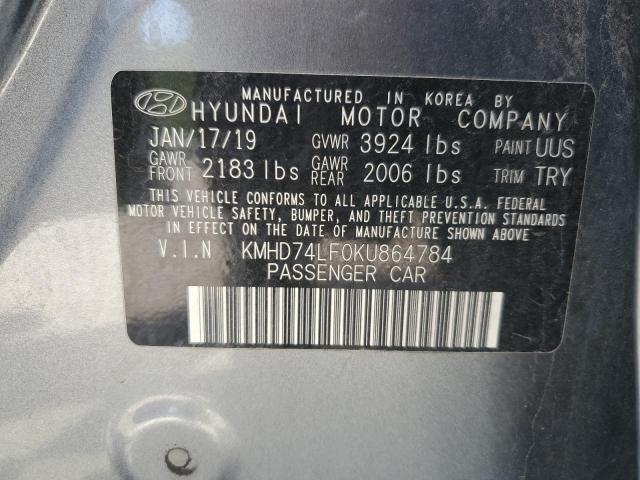 MANUFACTURED IN KOREA BY
HYUNDAI MOTOR COMPANY
JAN/17/19 GVWR 3924 lbs PAINT UUS
GAWR FRONT 2183 lbs GAWR REAR 2006 lbs TRIM TRY
THIS VEHICLE CONFORMS TO ALL APPLICABLE U.S.A. FEDERAL
MOTOR VEHICLE SAFETY, BUMPER, AND THEFT PREVENTION STANDARDS
IN EFFECT ON THE DATE OF MANUFACTURE SHOWN ABOVE.
V.I.N KMHD74LF0KU864784
PASSENGER CAR